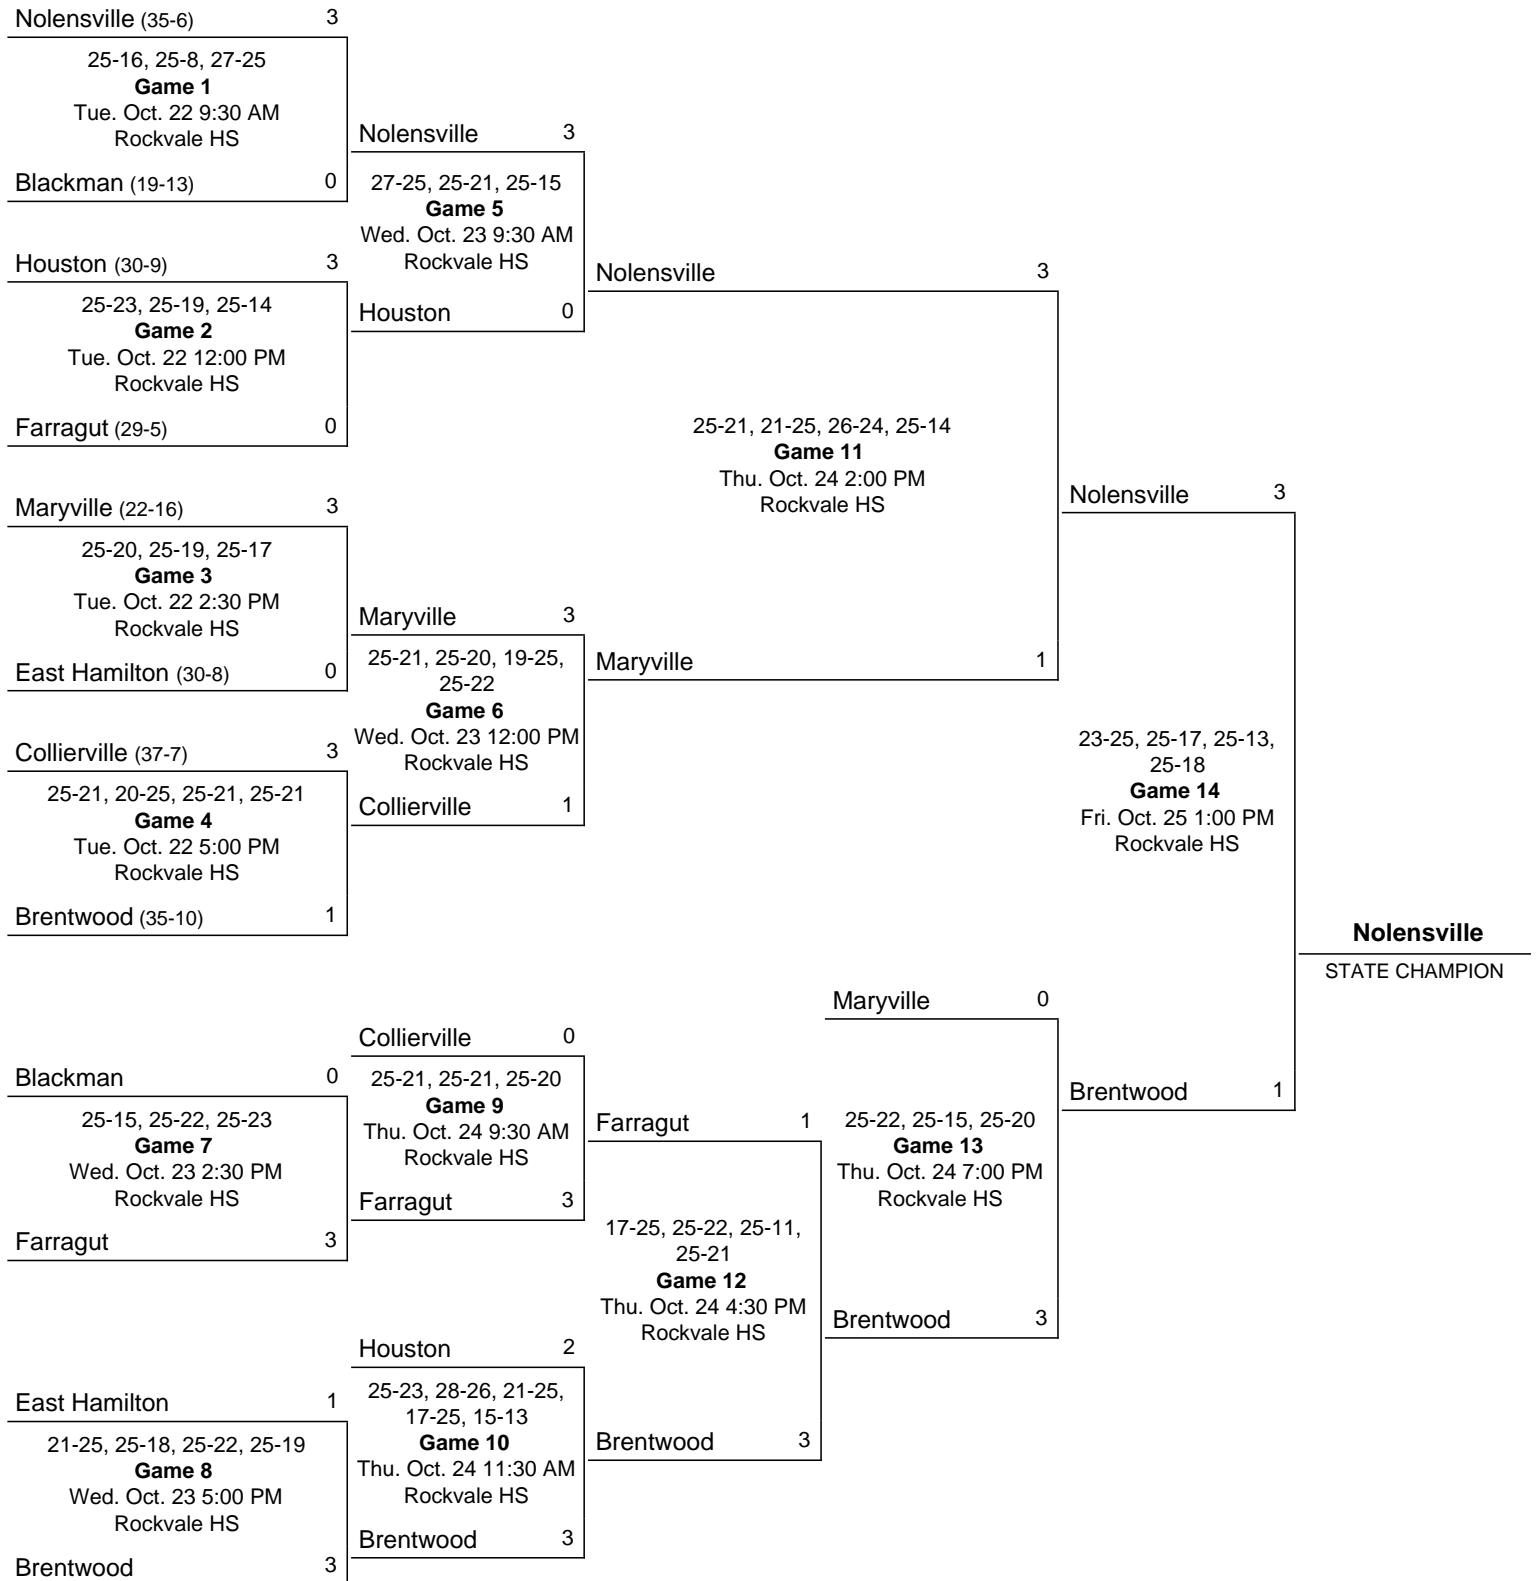 Nolensville (35-6) 3
25-16, 25-8, 27-25
Game 1
Tue. Oct. 22 9:30 AM
Rockvale HS
Blackman (19-13) 0
Houston (30-9) 3
25-23, 25-19, 25-14
Game 2
Tue. Oct. 22 12:00 PM
Rockvale HS
Farragut (29-5) 0
Maryville (22-16) 3
25-20, 25-19, 25-17
Game 3
Tue. Oct. 22 2:30 PM
Rockvale HS
East Hamilton (30-8) 0
Collierville (37-7) 3
25-21, 20-25, 25-21, 25-21
Game 4
Tue. Oct. 22 5:00 PM
Rockvale HS
Brentwood (35-10) 1
Nolensville 3
27-25, 25-21, 25-15
Game 5
Wed. Oct. 23 9:30 AM
Rockvale HS
Houston 0
Maryville 3
25-21, 25-20, 19-25,
25-22
Game 6
Wed. Oct. 23 12:00 PM
Rockvale HS
Collierville 1
Nolensville 3
25-21, 21-25, 26-24, 25-14
Game 11
Thu. Oct. 24 2:00 PM
Rockvale HS
Maryville 1
Nolensville 3
23-25, 25-17, 25-13,
25-18
Game 14
Fri. Oct. 25 1:00 PM
Rockvale HS
Brentwood 1
Nolensville
STATE CHAMPION
Blackman 0
25-15, 25-22, 25-23
Game 7
Wed. Oct. 23 2:30 PM
Rockvale HS
Farragut 3
East Hamilton 1
21-25, 25-18, 25-22, 25-19
Game 8
Wed. Oct. 23 5:00 PM
Rockvale HS
Brentwood 3
Collierville 0
25-21, 25-21, 25-20
Game 9
Thu. Oct. 24 9:30 AM
Rockvale HS
Farragut 3
Houston 2
25-23, 28-26, 21-25,
17-25, 15-13
Game 10
Thu. Oct. 24 11:30 AM
Rockvale HS
Brentwood 3
Farragut 1
17-25, 25-22, 25-11,
25-21
Game 12
Thu. Oct. 24 4:30 PM
Rockvale HS
Brentwood 3
Maryville 0
25-22, 25-15, 25-20
Game 13
Thu. Oct. 24 7:00 PM
Rockvale HS
Brentwood 3